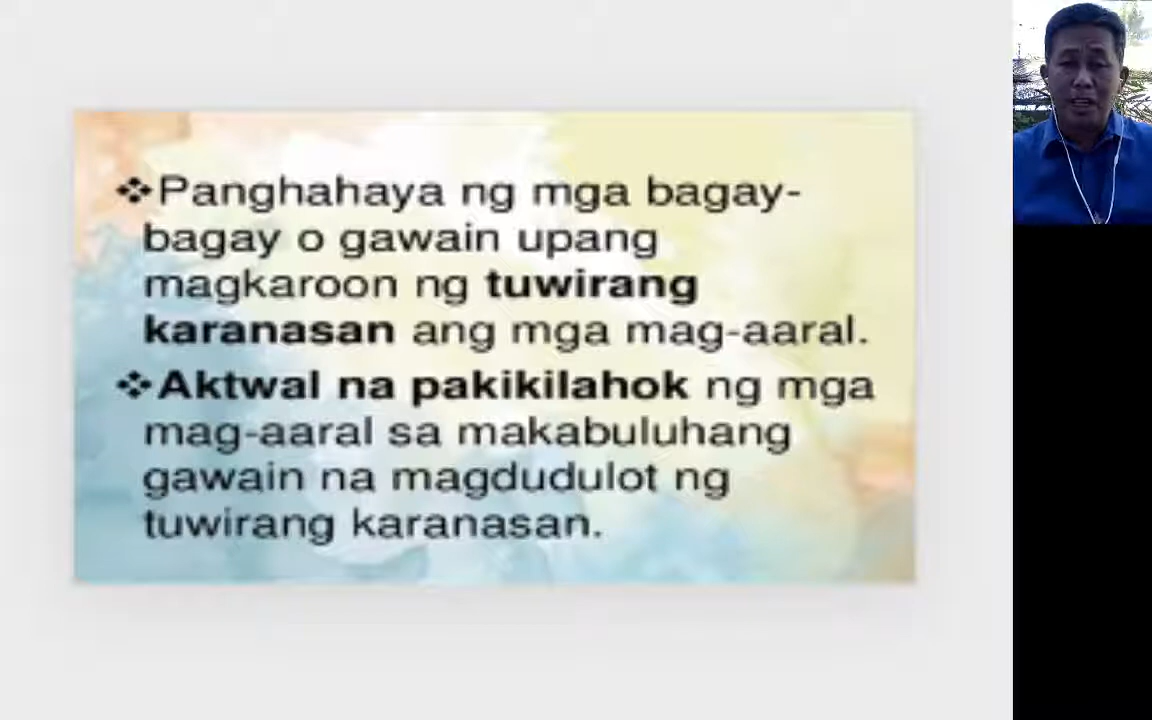 ❖Panghahaya ng mga bagay-
bagay o gawain upang
magkaroon ng tuwirang
karanasan ang mga mag-aaral.
❖Aktwal na pakikilahok ng mga
mag-aaral sa makabuluhang
gawain na magdudulot ng
tuwirang karanasan.